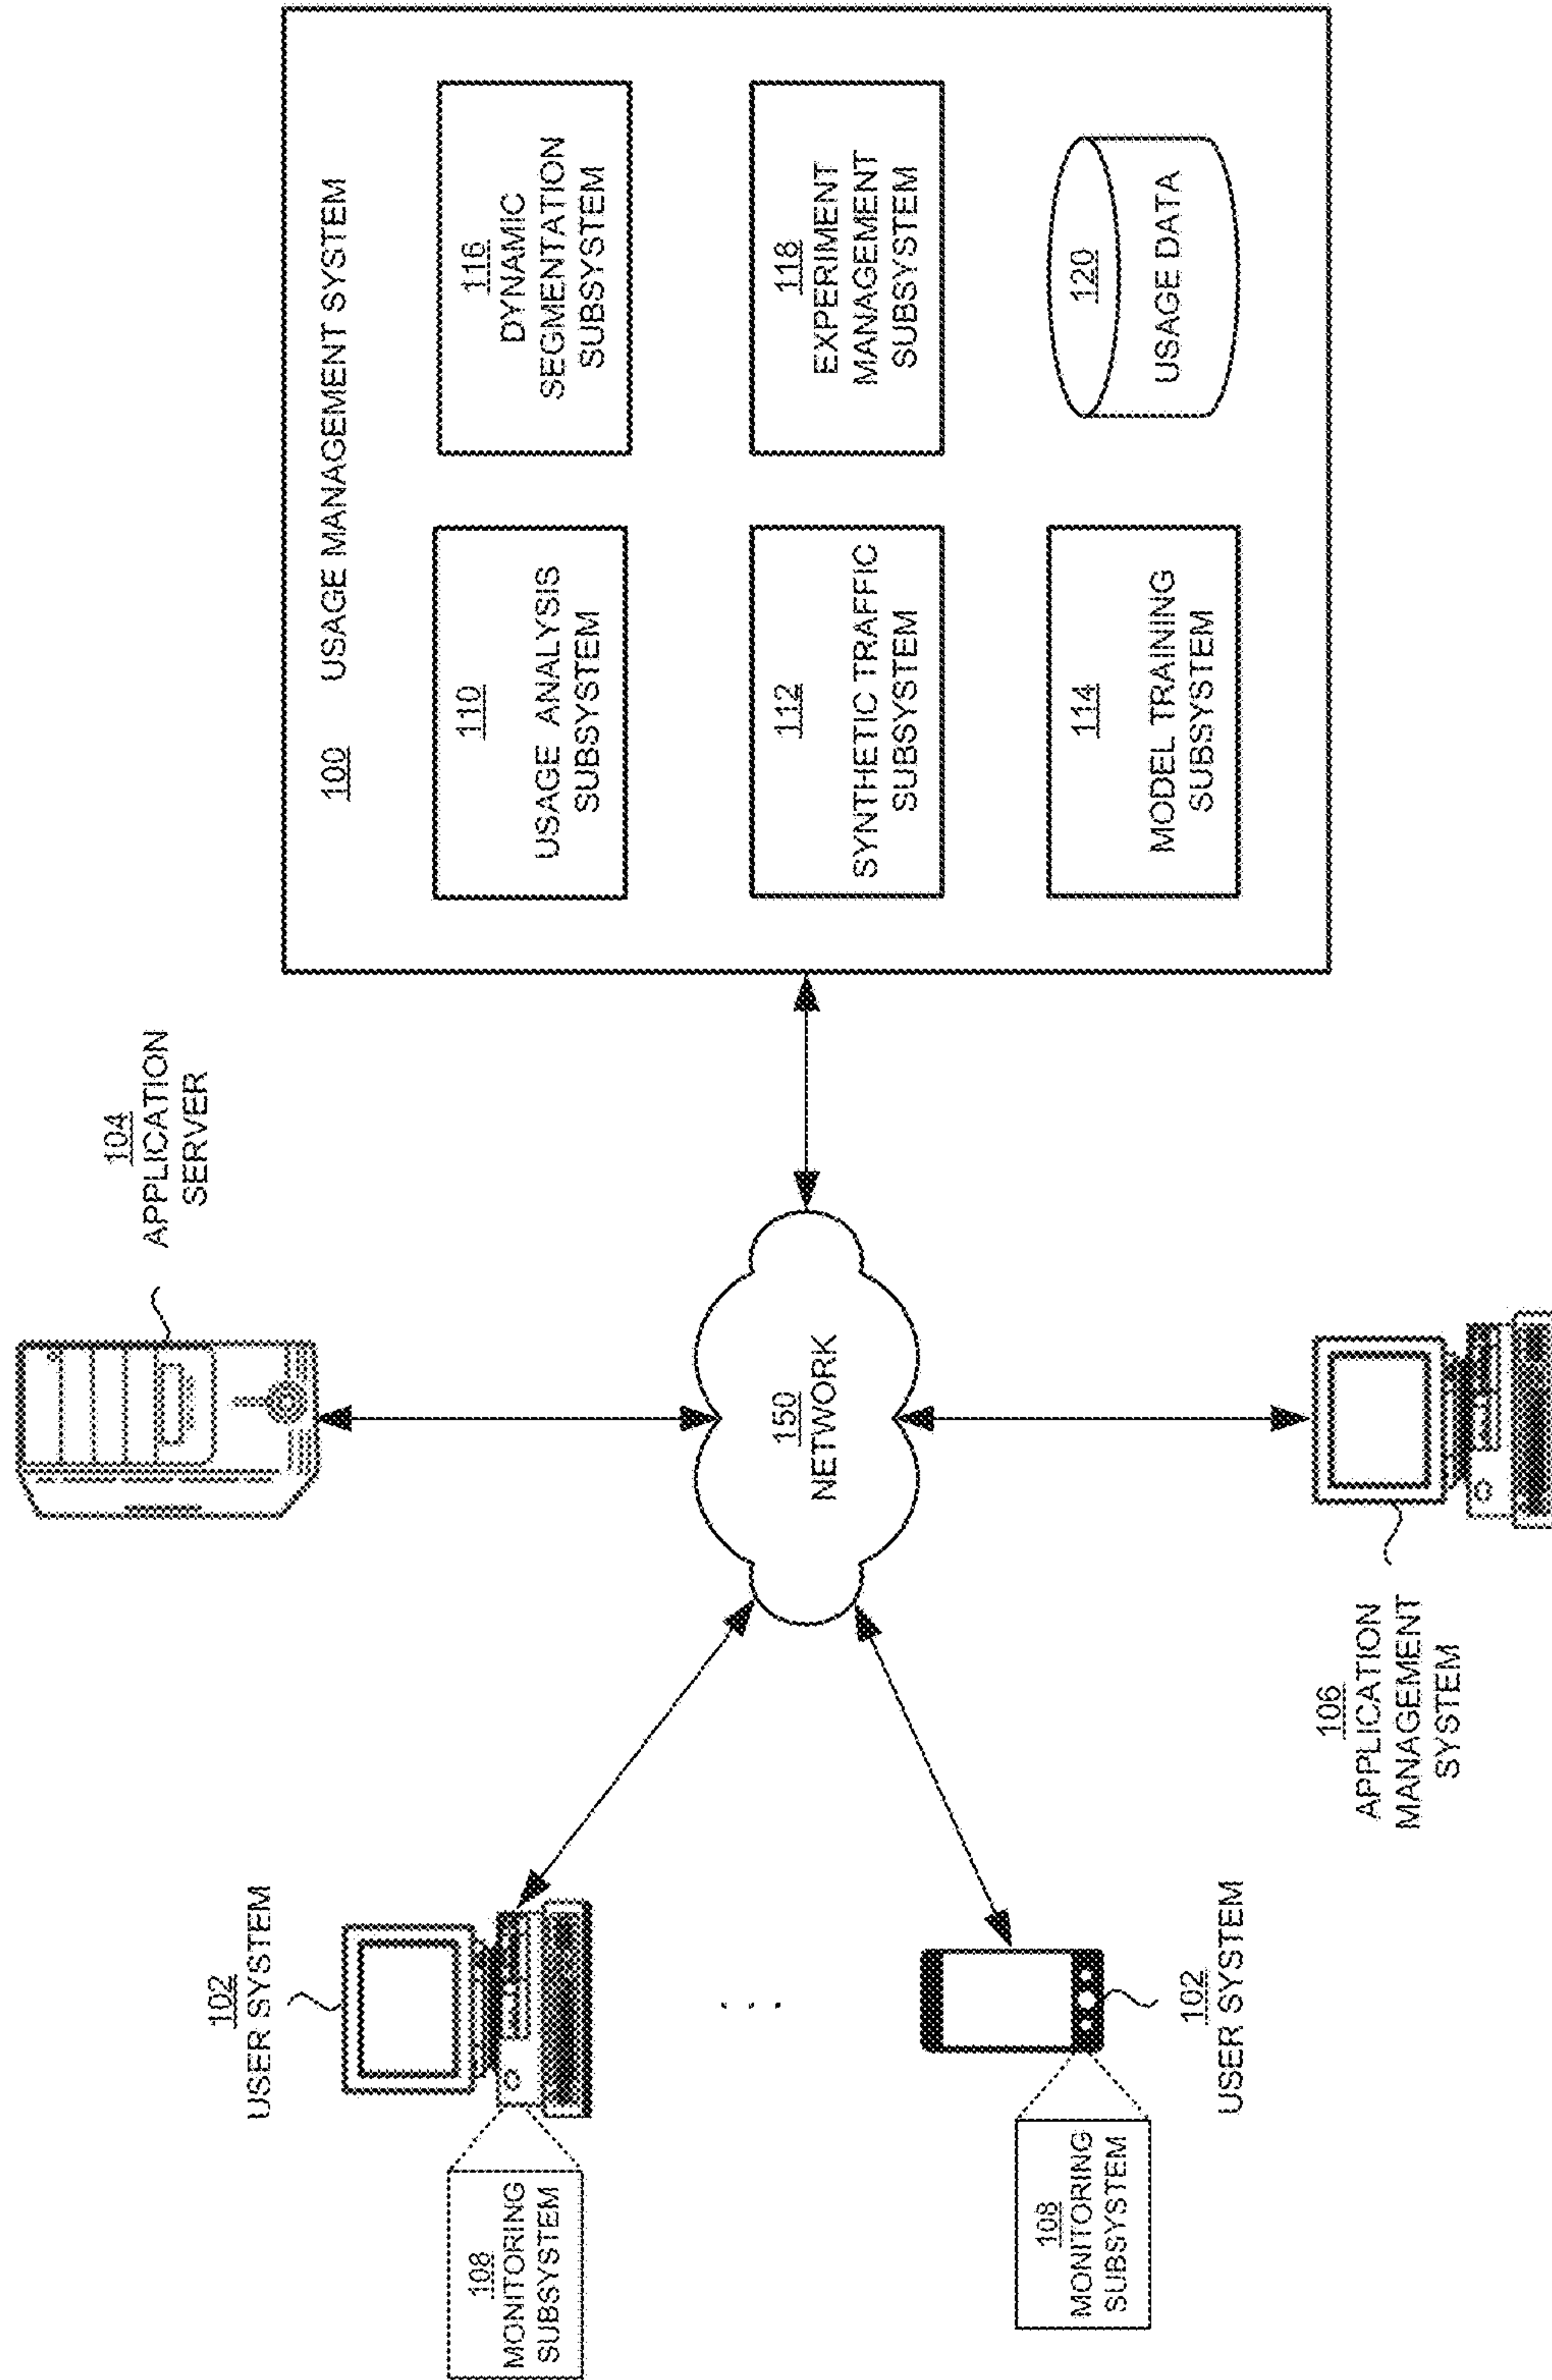 104
APPLICATION
SERVER
102
USER SYSTEM
108
MONITORING
SUBSYSTEM
150
NETWORK
108
MONITORING
SUBSYSTEM
102
USER SYSTEM
106
APPLICATION
MANAGEMENT
SYSTEM
100 USAGE MANAGEMENT SYSTEM
110
USAGE ANALYSIS
SUBSYSTEM
116
DYNAMIC
SEGMENTATION
SUBSYSTEM
112
SYNTHETIC TRAFFIC
SUBSYSTEM
118
EXPERIMENT
MANAGEMENT
SUBSYSTEM
114
MODEL TRAINING
SUBSYSTEM
120
USAGE DATA